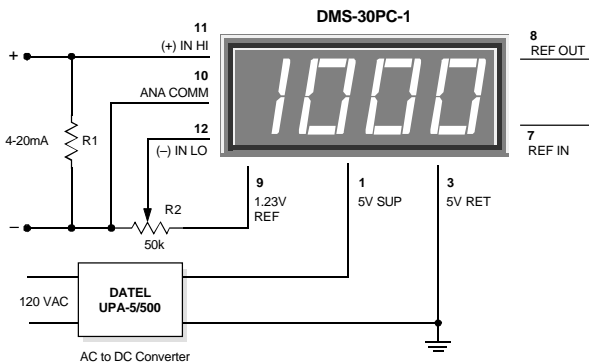 DMS-30PC-1
11
(+) IN HI
8
REF OUT
+
10
ANA COMM
1000
4-20mA
R1
12
(–) IN LO
7
REF IN
9
1.23V
REF
1
5V SUP
3
5V RET
–
R2
50k
120 VAC
DATEL
UPA-5/500
AC to DC Converter